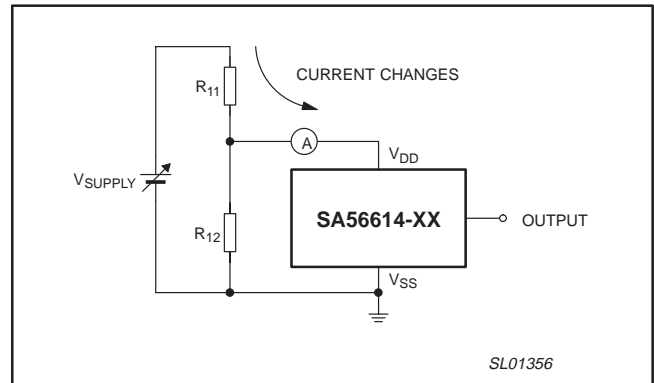 CURRENT CHANGES
R11
A
VDD
VSUPPLY
SA56614-XX
OUTPUT
R12
VSS
SL01356